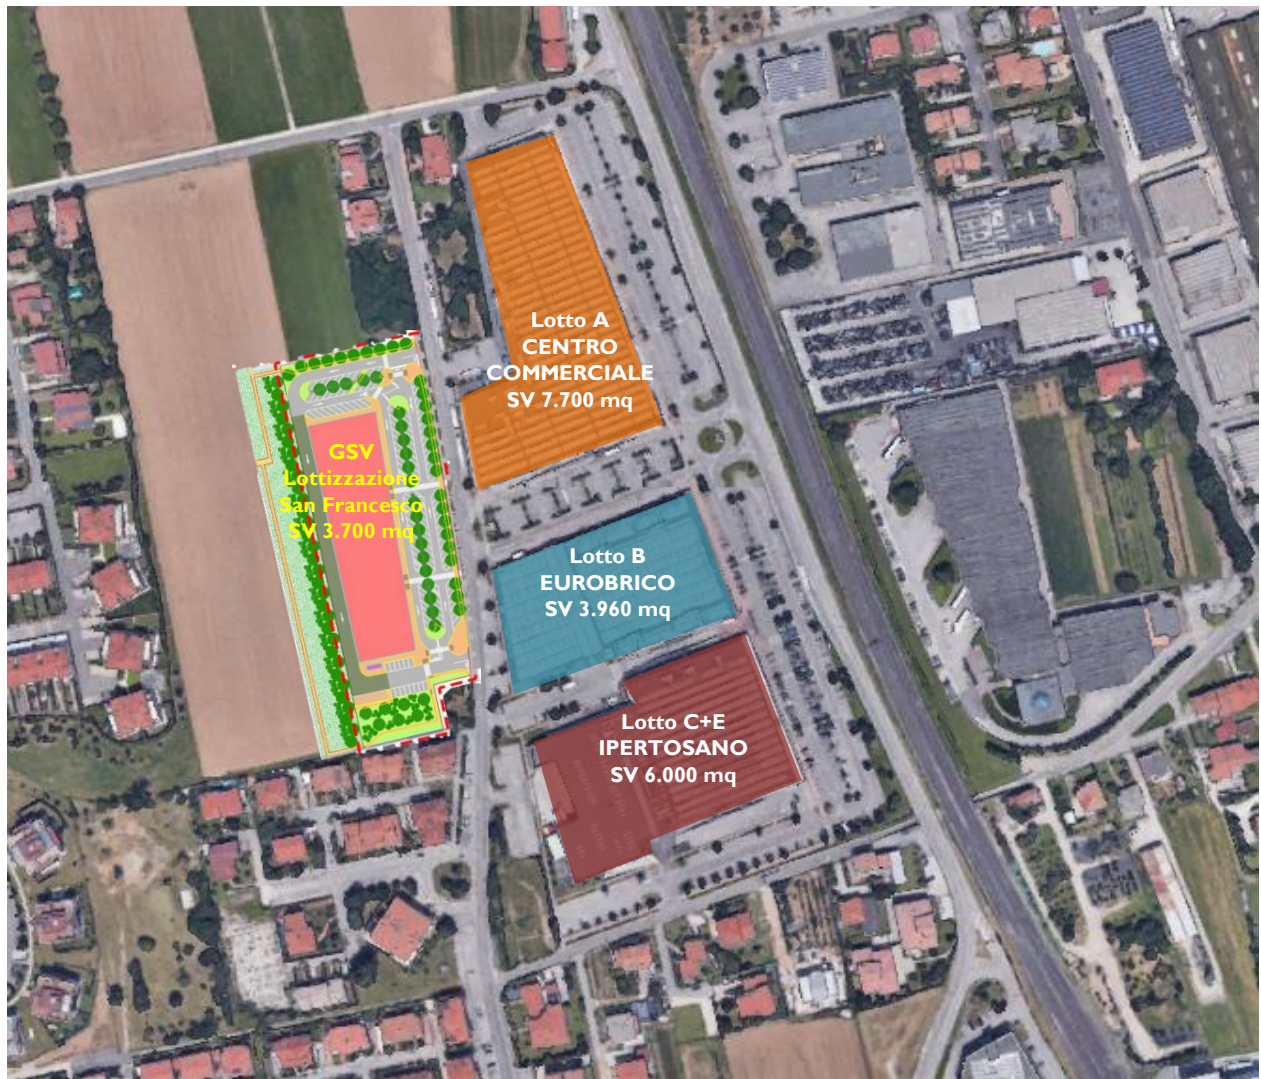 Lotto A
CENTRO
COMMERCIALE
SV 7.700 mq
GSV
Lottizzazione
San Francesco
SV 3.700 mq
Lotto B
EUROBRICO
SV 3.960 mq
Lotto C+E
IPERTOSANO
SV 6.000 mq